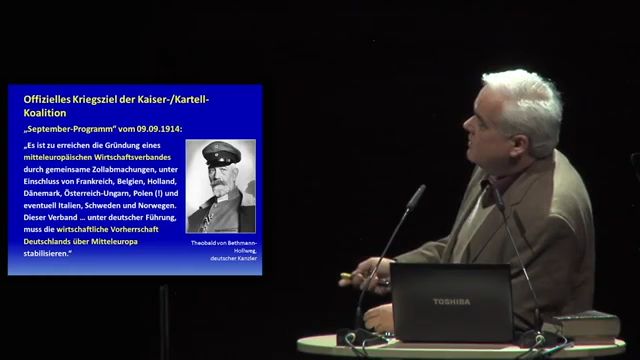 Offizielles Kriegsziel der Kaiser-/Kartell-
Koalition
„September-Programm“ vom 09.09.1914:
„Es ist zu erreichen die Gründung eines
mitteleuropäischen Wirtschaftsverbandes
durch gemeinsame Zollabmachungen, unter
Einschluss von Frankreich, Belgien, Holland,
Dänemark, Österreich-Ungarn, Polen (!) und
eventuell Italien, Schweden und Norwegen.
Dieser Verband ... unter deutscher Führung,
muss die wirtschaftliche Vorherrschaft
Deutschlands über Mitteleuropa
stabilisieren.“
Theobald von Bethmann-
Hollweg,
deutscher Kanzler
TOSHIBA